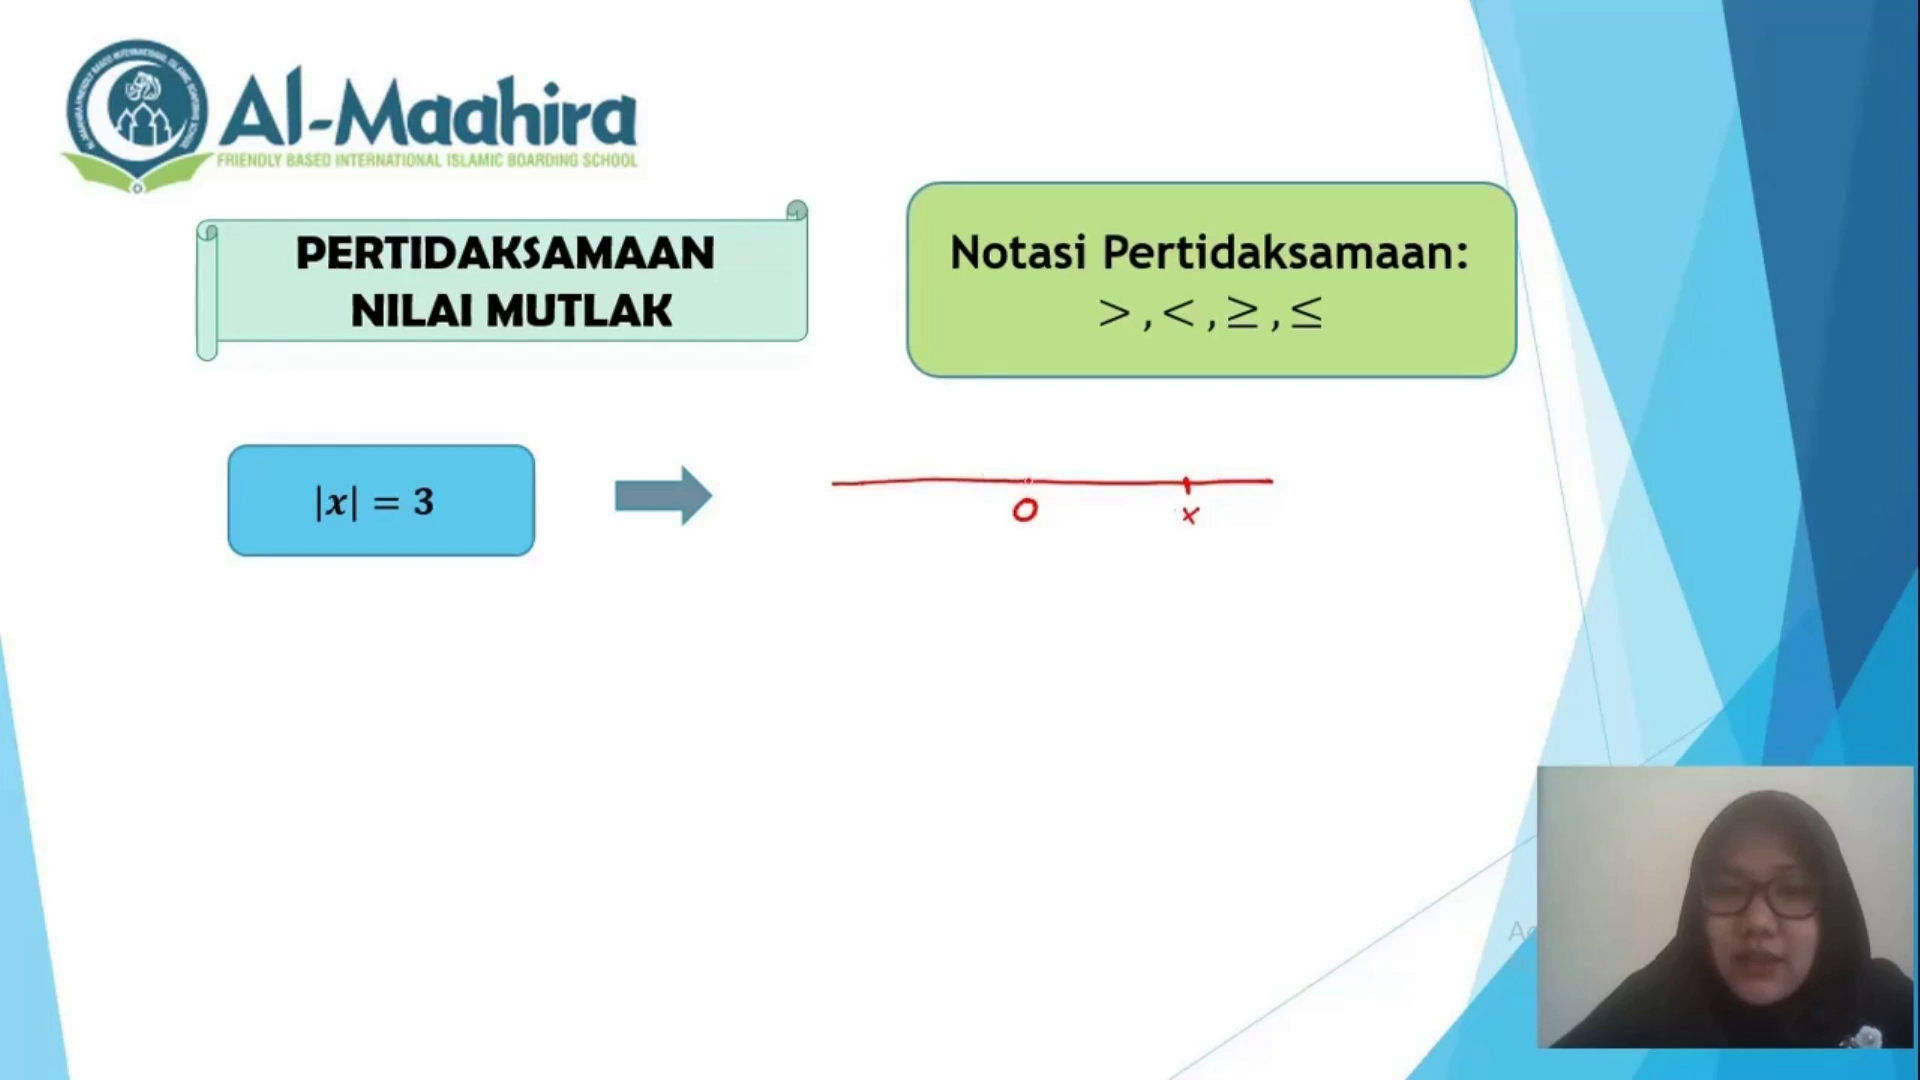 Al-Maahira
FRIENDLY BASED INTERNATIONAL ISLAMIC BOARDING SCHOOL
PERTIDAKSAMAAN
NILAI MUTLAK
Notasi Pertidaksamaan:
> , < , ≥ , ≤
|x| = 3
0
x